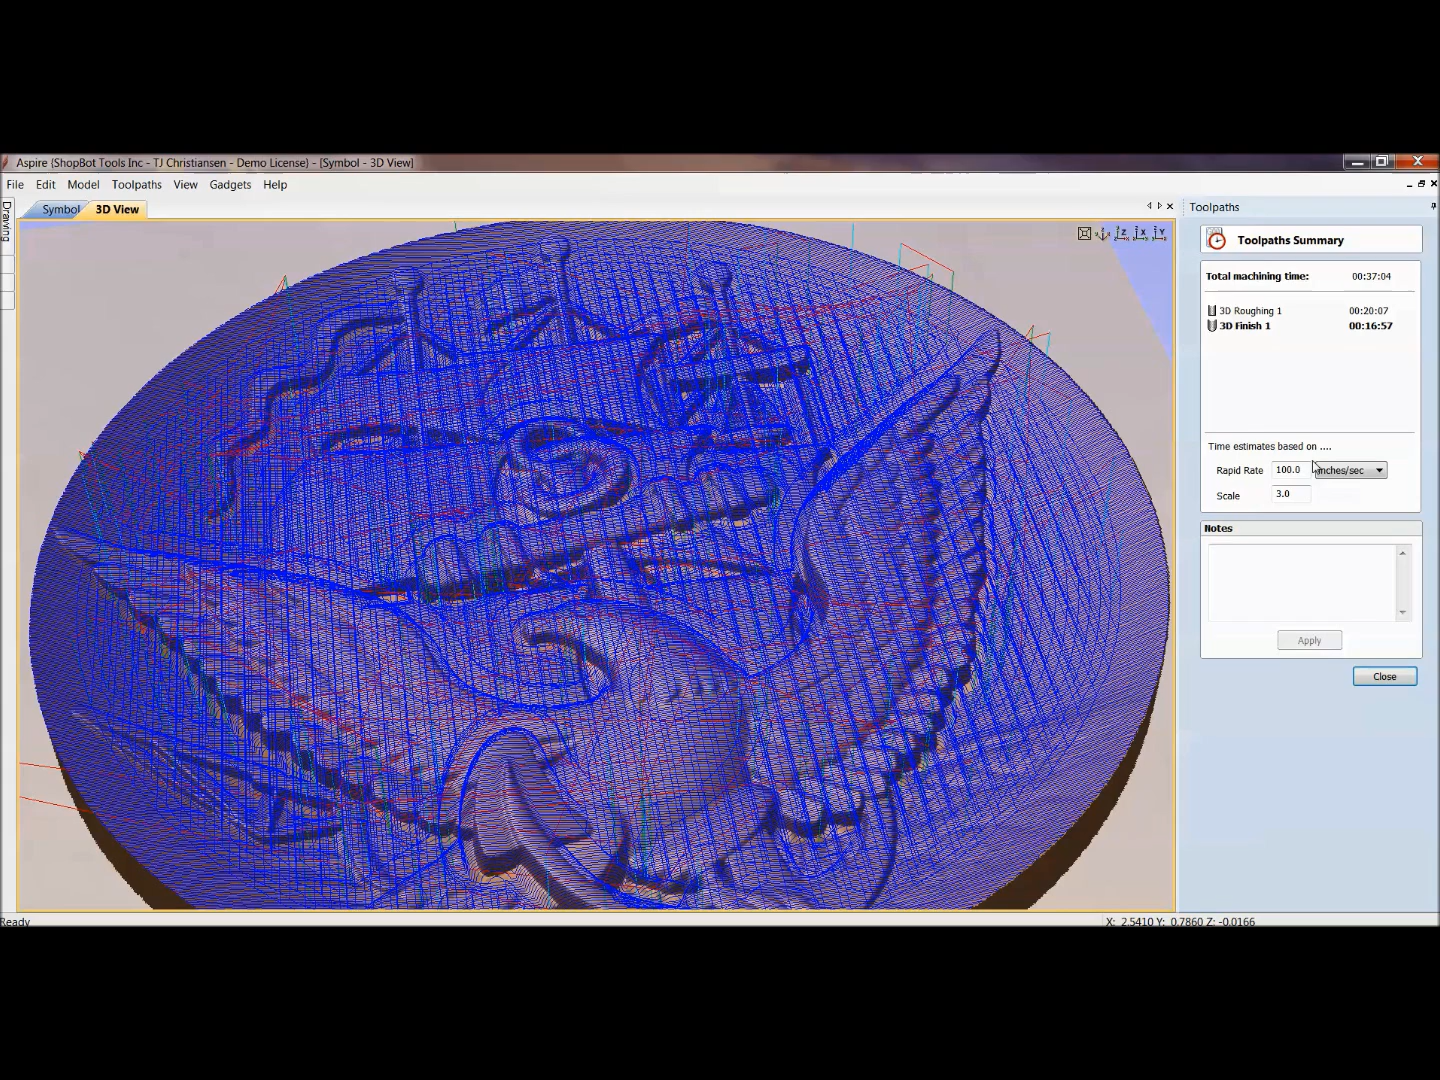 Aspire {ShopBot Tools Inc - TJ Christiansen - Demo License} - [Symbol - 3D View]
File Edit Model Toolpaths View Gadgets Help
Drawing
Symbol 3D View
Z X Y
Toolpaths
Toolpaths Summary
Total machining time: 00:37:04
3D Roughing 1 00:20:07
3D Finish 1 00:16:57
Time estimates based on ....
Rapid Rate 100.0 inches/sec
Scale 3.0
Notes
Apply
Close
Ready
X: 2.5410 Y: 0.7860 Z: -0.0166